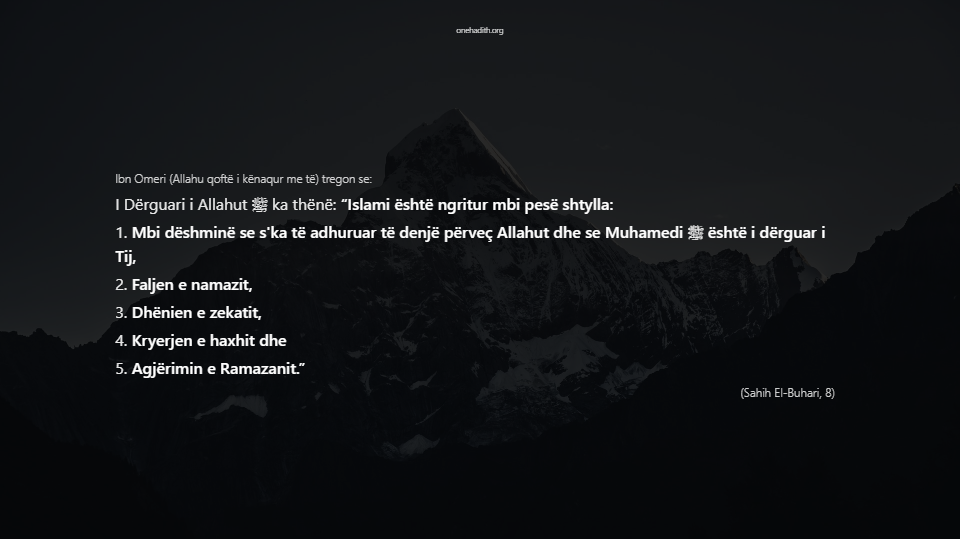 onehadith.org
Ibn Omeri (Allahu qoftë i kënaqur me të) tregon se:
I Dërguari i Allahut ﷺ ka thënë: “Islami është ngritur mbi pesë shtylla:
1. Mbi dëshminë se s'ka të adhuruar të denjë përveç Allahut dhe se Muhamedi ﷺ është i dërguar i
Tij,
2. Faljen e namazit,
3. Dhënien e zekatit,
4. Kryerjen e haxhit dhe
5. Agjërimin e Ramazanit.”
(Sahih El-Buhari, 8)